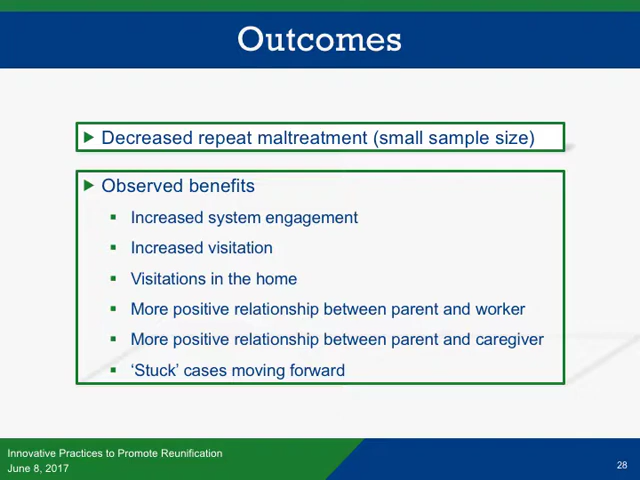 Outcomes
Decreased repeat maltreatment (small sample size)
Observed benefits
Increased system engagement
Increased visitation
Visitations in the home
More positive relationship between parent and worker
More positive relationship between parent and caregiver
‘Stuck’ cases moving forward
Innovative Practices to Promote Reunification
June 8, 2017
28